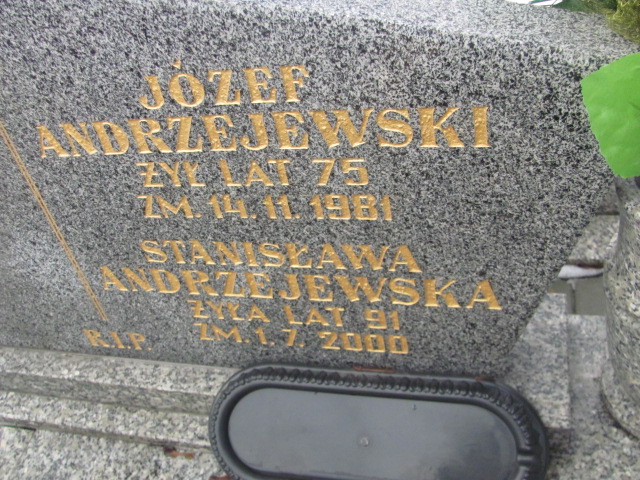 JÓZEF
ANDRZEJEWSKI
ŻYŁ LAT 75
ZM. 14. 11. 1981
STANISŁAWA
ANDRZEJEWSKA
ŻYŁA LAT 91
ZM. 1. 7. 2000
R.I.P.